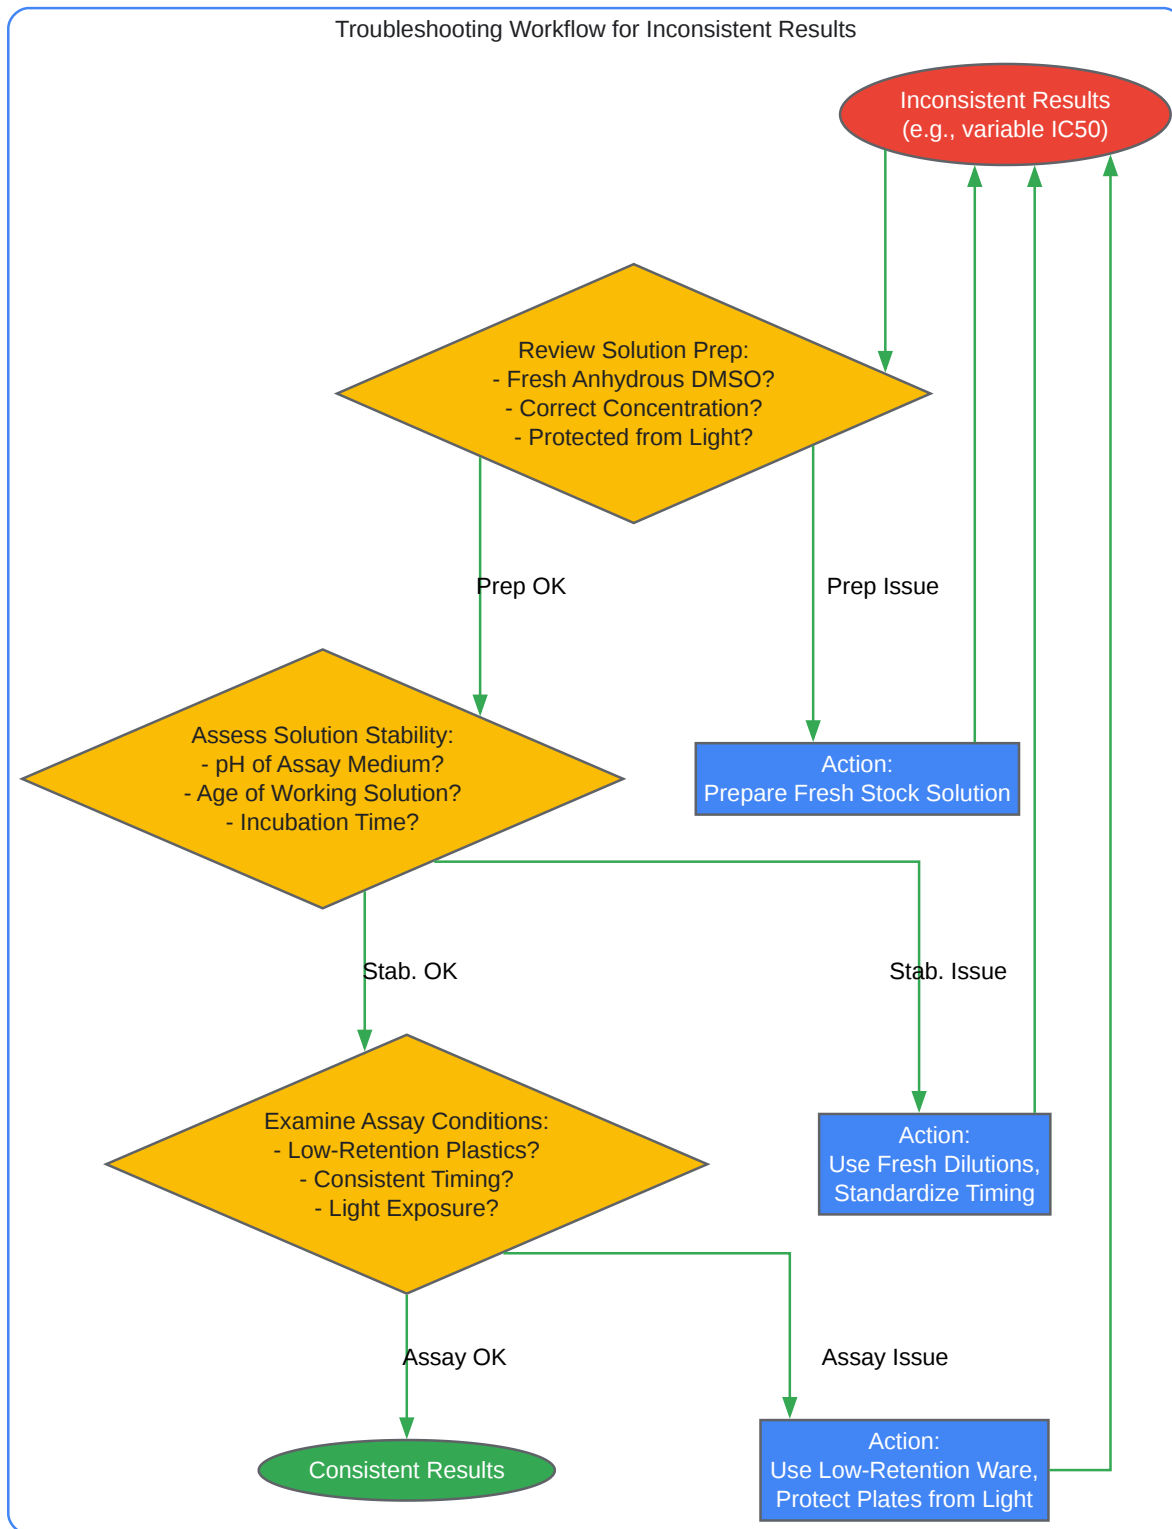 Troubleshooting Workflow for Inconsistent Results
Inconsistent Results
(e.g., variable IC50)
Review Solution Prep:
- Fresh Anhydrous DMSO?
- Correct Concentration?
- Protected from Light?
Prep OK
Prep Issue
Assess Solution Stability:
- pH of Assay Medium?
- Age of Working Solution?
- Incubation Time?
Action:
Prepare Fresh Stock Solution
Stab. OK
Stab. Issue
Examine Assay Conditions:
- Low-Retention Plastics?
- Consistent Timing?
- Light Exposure?
Action:
Use Fresh Dilutions,
Standardize Timing
Assay OK
Assay Issue
Consistent Results
Action:
Use Low-Retention Ware,
Protect Plates from Light